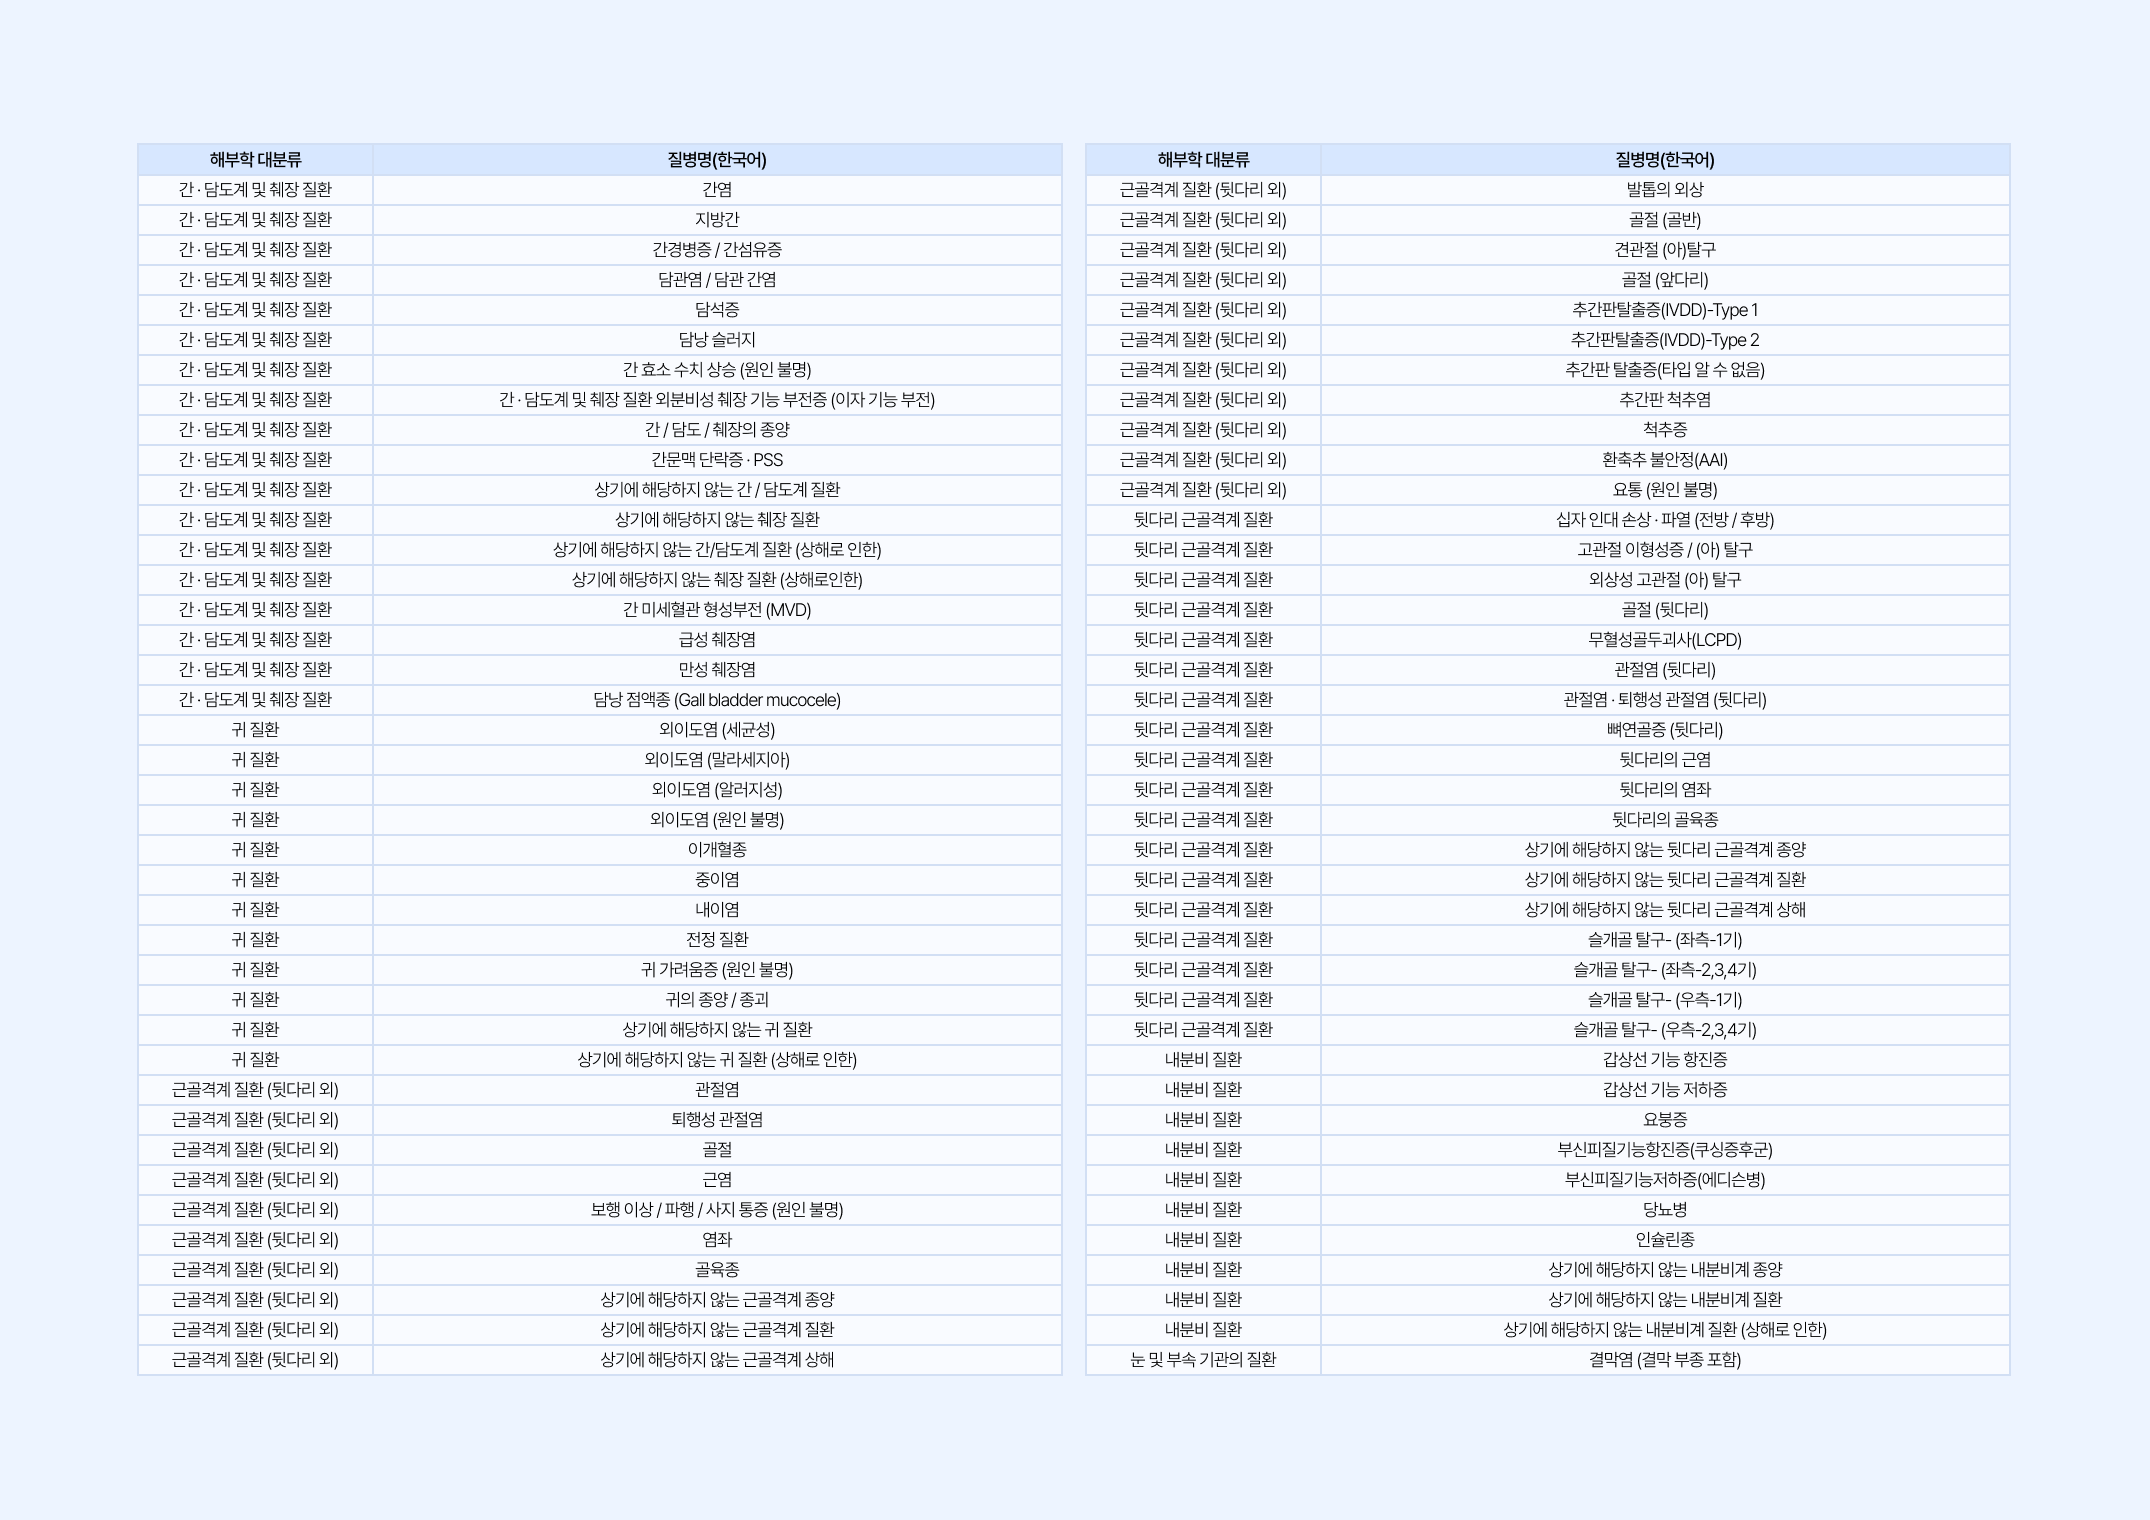 해부학 대분류 질병명(한국어)
간 · 담도계 및 췌장 질환 간염
간 · 담도계 및 췌장 질환 지방간
간 · 담도계 및 췌장 질환 간경병증 / 간섬유증
간 · 담도계 및 췌장 질환 담관염 / 담관 간염
간 · 담도계 및 췌장 질환 담석증
간 · 담도계 및 췌장 질환 담낭 슬러지
간 · 담도계 및 췌장 질환 간 효소 수치 상승 (원인 불명)
간 · 담도계 및 췌장 질환 간 · 담도계 및 췌장 질환 외분비성 췌장 기능 부전증 (이자 기능 부전)
간 · 담도계 및 췌장 질환 간 / 담도 / 췌장의 종양
간 · 담도계 및 췌장 질환 간문맥 단락증 · PSS
간 · 담도계 및 췌장 질환 상기에 해당하지 않는 간 / 담도계 질환
간 · 담도계 및 췌장 질환 상기에 해당하지 않는 췌장 질환
간 · 담도계 및 췌장 질환 상기에 해당하지 않는 간/담도계 질환 (상해로 인한)
간 · 담도계 및 췌장 질환 상기에 해당하지 않는 췌장 질환 (상해로인한)
간 · 담도계 및 췌장 질환 간 미세혈관 형성부전 (MVD)
간 · 담도계 및 췌장 질환 급성 췌장염
간 · 담도계 및 췌장 질환 만성 췌장염
간 · 담도계 및 췌장 질환 담낭 점액종 (Gall bladder mucocele)
귀 질환 외이도염 (세균성)
귀 질환 외이도염 (말라세지아)
귀 질환 외이도염 (알러지성)
귀 질환 외이도염 (원인 불명)
귀 질환 이개혈종
귀 질환 중이염
귀 질환 내이염
귀 질환 전정 질환
귀 질환 귀 가려움증 (원인 불명)
귀 질환 귀의 종양 / 종괴
귀 질환 상기에 해당하지 않는 귀 질환
귀 질환 상기에 해당하지 않는 귀 질환 (상해로 인한)
근골격계 질환 (뒷다리 외) 관절염
근골격계 질환 (뒷다리 외) 퇴행성 관절염
근골격계 질환 (뒷다리 외) 골절
근골격계 질환 (뒷다리 외) 근염
근골격계 질환 (뒷다리 외) 보행 이상 / 파행 / 사지 통증 (원인 불명)
근골격계 질환 (뒷다리 외) 염좌
근골격계 질환 (뒷다리 외) 골육종
근골격계 질환 (뒷다리 외) 상기에 해당하지 않는 근골격계 종양
근골격계 질환 (뒷다리 외) 상기에 해당하지 않는 근골격계 질환
근골격계 질환 (뒷다리 외) 상기에 해당하지 않는 근골격계 상해
해부학 대분류 질병명(한국어)
근골격계 질환 (뒷다리 외) 발톱의 외상
근골격계 질환 (뒷다리 외) 골절 (골반)
근골격계 질환 (뒷다리 외) 견관절 (아)탈구
근골격계 질환 (뒷다리 외) 골절 (앞다리)
근골격계 질환 (뒷다리 외) 추간판탈출증(IVDD)-Type 1
근골격계 질환 (뒷다리 외) 추간판탈출증(IVDD)-Type 2
근골격계 질환 (뒷다리 외) 추간판 탈출증(타입 알 수 없음)
근골격계 질환 (뒷다리 외) 추간판 척추염
근골격계 질환 (뒷다리 외) 척추증
근골격계 질환 (뒷다리 외) 환축추 불안정(AAI)
근골격계 질환 (뒷다리 외) 요통 (원인 불명)
뒷다리 근골격계 질환 십자 인대 손상 · 파열 (전방 / 후방)
뒷다리 근골격계 질환 고관절 이형성증 / (아) 탈구
뒷다리 근골격계 질환 외상성 고관절 (아) 탈구
뒷다리 근골격계 질환 골절 (뒷다리)
뒷다리 근골격계 질환 무혈성골두괴사(LCPD)
뒷다리 근골격계 질환 관절염 (뒷다리)
뒷다리 근골격계 질환 관절염 · 퇴행성 관절염 (뒷다리)
뒷다리 근골격계 질환 뼈연골증 (뒷다리)
뒷다리 근골격계 질환 뒷다리의 근염
뒷다리 근골격계 질환 뒷다리의 염좌
뒷다리 근골격계 질환 뒷다리의 골육종
뒷다리 근골격계 질환 상기에 해당하지 않는 뒷다리 근골격계 종양
뒷다리 근골격계 질환 상기에 해당하지 않는 뒷다리 근골격계 질환
뒷다리 근골격계 질환 상기에 해당하지 않는 뒷다리 근골격계 상해
뒷다리 근골격계 질환 슬개골 탈구- (좌측-1기)
뒷다리 근골격계 질환 슬개골 탈구- (좌측-2,3,4기)
뒷다리 근골격계 질환 슬개골 탈구- (우측-1기)
뒷다리 근골격계 질환 슬개골 탈구- (우측-2,3,4기)
내분비 질환 갑상선 기능 항진증
내분비 질환 갑상선 기능 저하증
내분비 질환 요붕증
내분비 질환 부신피질기능항진증(쿠싱증후군)
내분비 질환 부신피질기능저하증(에디슨병)
내분비 질환 당뇨병
내분비 질환 인슐린종
내분비 질환 상기에 해당하지 않는 내분비계 종양
내분비 질환 상기에 해당하지 않는 내분비계 질환
내분비 질환 상기에 해당하지 않는 내분비계 질환 (상해로 인한)
눈 및 부속 기관의 질환 결막염 (결막 부종 포함)